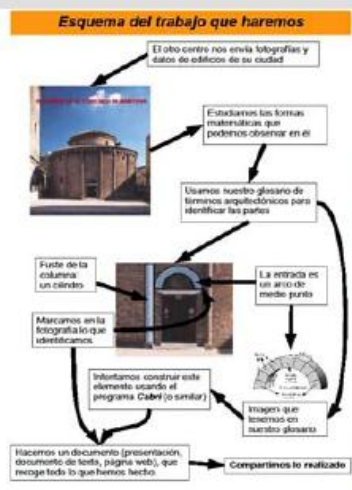 Esquema del trabajo que haremos
El otro centro nos envía fotografías y
datos de edificios de su ciudad
Estudiamos las formas
matemáticas que
podemos observar en él
Usamos nuestro glosario de
términos arquitectónicos para
identificar las partes
Fuste de la
columna:
un cilindro
La entrada es
un arco de
medio punto
Marcamos en la
fotografía lo que
identificamos
Intentamos construir este
elemento usando el
programa Cabri (o similar)
Imagen que
tenemos en
nuestro glosario
Hacemos un documento (presentación,
documento de texto, página web), que
recoge todo lo que hemos hecho
Compartimos lo realizado